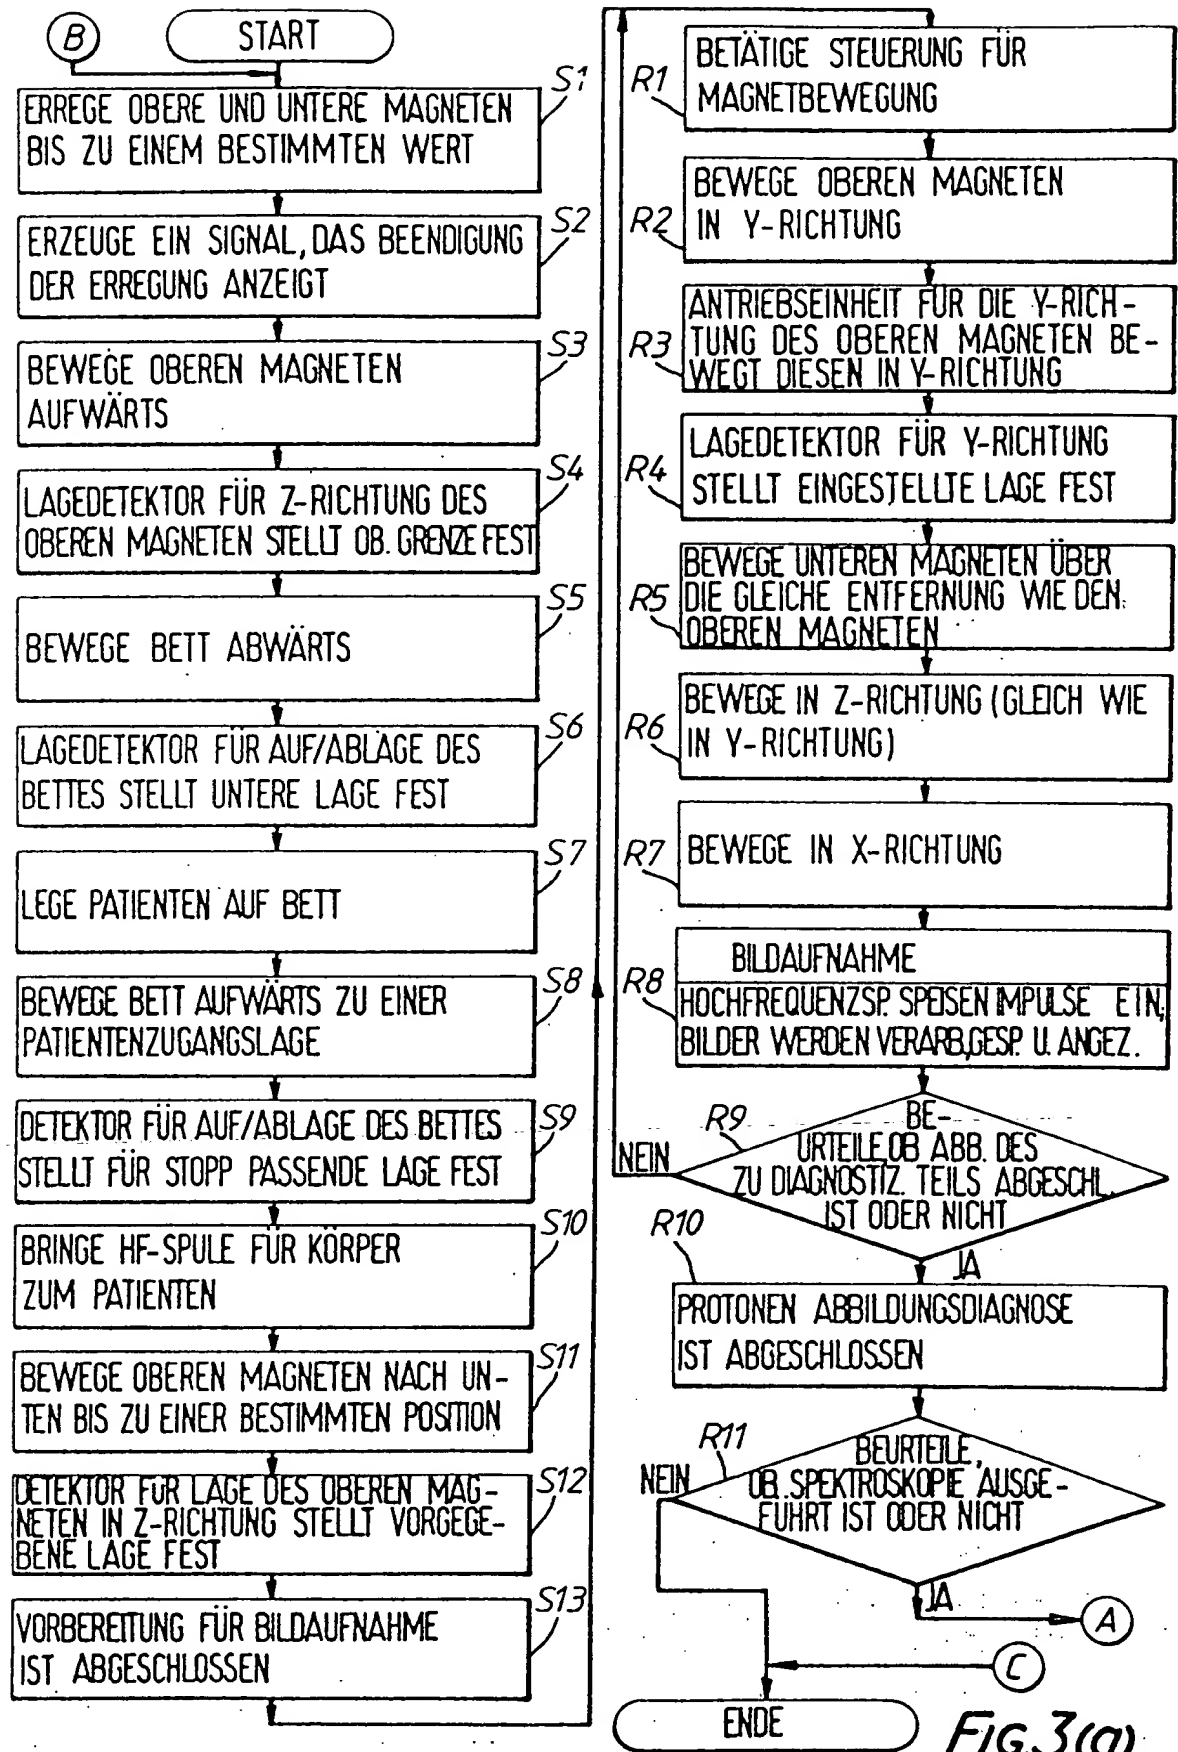 B
START
S1
ERREGE OBERE UND UNTERE MAGNETEN
BIS ZU EINEM BESTIMMTEN WERT
S2
ERZEUGE EIN SIGNAL, DAS BEENDIGUNG
DER ERREGUNG ANZEIGT
S3
BEWEGE OBEREN MAGNETEN
AUFWÄRTS
S4
LAGEDETEKTOR FÜR Z-RICHTUNG DES
OBEREN MAGNETEN STELLT OB. GRENZE FEST
S5
BEWEGE BETT ABWÄRTS
S6
LAGEDETEKTOR FÜR AUF/ABLAGE DES
BETTES STELLT UNTERE LAGE FEST
S7
LEGE PATIENTEN AUF BETT
S8
BEWEGE BETT AUFWÄRTS ZU EINER
PATIENTENZUGANGSLAGE
S9
DETEKTOR FÜR AUF/ABLAGE DES BETTES
STELLT FÜR STOPP PASSENDE LAGE FEST
S10
BRINGE HF-SPULE FÜR KÖRPER
ZUM PATIENTEN
S11
BEWEGE OBEREN MAGNETEN NACH UN-
TEN BIS ZU EINER BESTIMMTEN POSITION
S12
DETEKTOR FÜR LAGE DES OBEREN MAG-
NETEN IN Z-RICHTUNG STELLT VORGEGE-
BENE LAGE FEST
S13
VORBEREITUNG FÜR BILDAUFNAHME
IST ABGESCHLOSSEN
R1
BETÄTIGE STEUERUNG FÜR
MAGNETBEWEGUNG
R2
BEWEGE OBEREN MAGNETEN
IN Y-RICHTUNG
R3
ANTRIEBSEINHEIT FÜR DIE Y-RICH-
TUNG DES OBEREN MAGNETEN BE-
WEGT DIESEN IN Y-RICHTUNG
R4
LAGEDETEKTOR FÜR Y-RICHTUNG
STELLT EINGESTELLTE LAGE FEST
R5
BEWEGE UNTEREN MAGNETEN ÜBER
DIE GLEICHE ENTFERNUNG WIE DEN
OBEREN MAGNETEN
R6
BEWEGE IN Z-RICHTUNG (GLEICH WIE
IN Y-RICHTUNG)
R7
BEWEGE IN X-RICHTUNG
R8
BILDAUFNAHME
HOCHFREQUENZSP. SPEISEN IMPULSE EIN;
BILDER WERDEN VERARB., GESP. U. ANGEZ.
R9
BE-
URTEILE, OB ABB. DES
ZU DIAGNOSTIZ. TEILS ABGESCHL.
IST ODER NICHT
NEIN
JA
R10
PROTONEN ABBILDUNGSDIAGNOSE
IST ABGESCHLOSSEN
R11
BEURTEILE,
OB SPEKTROSKOPIE AUSGE-
FÜHRT IST ODER NICHT
NEIN
JA
A
C
ENDE
FIG. 3(a)